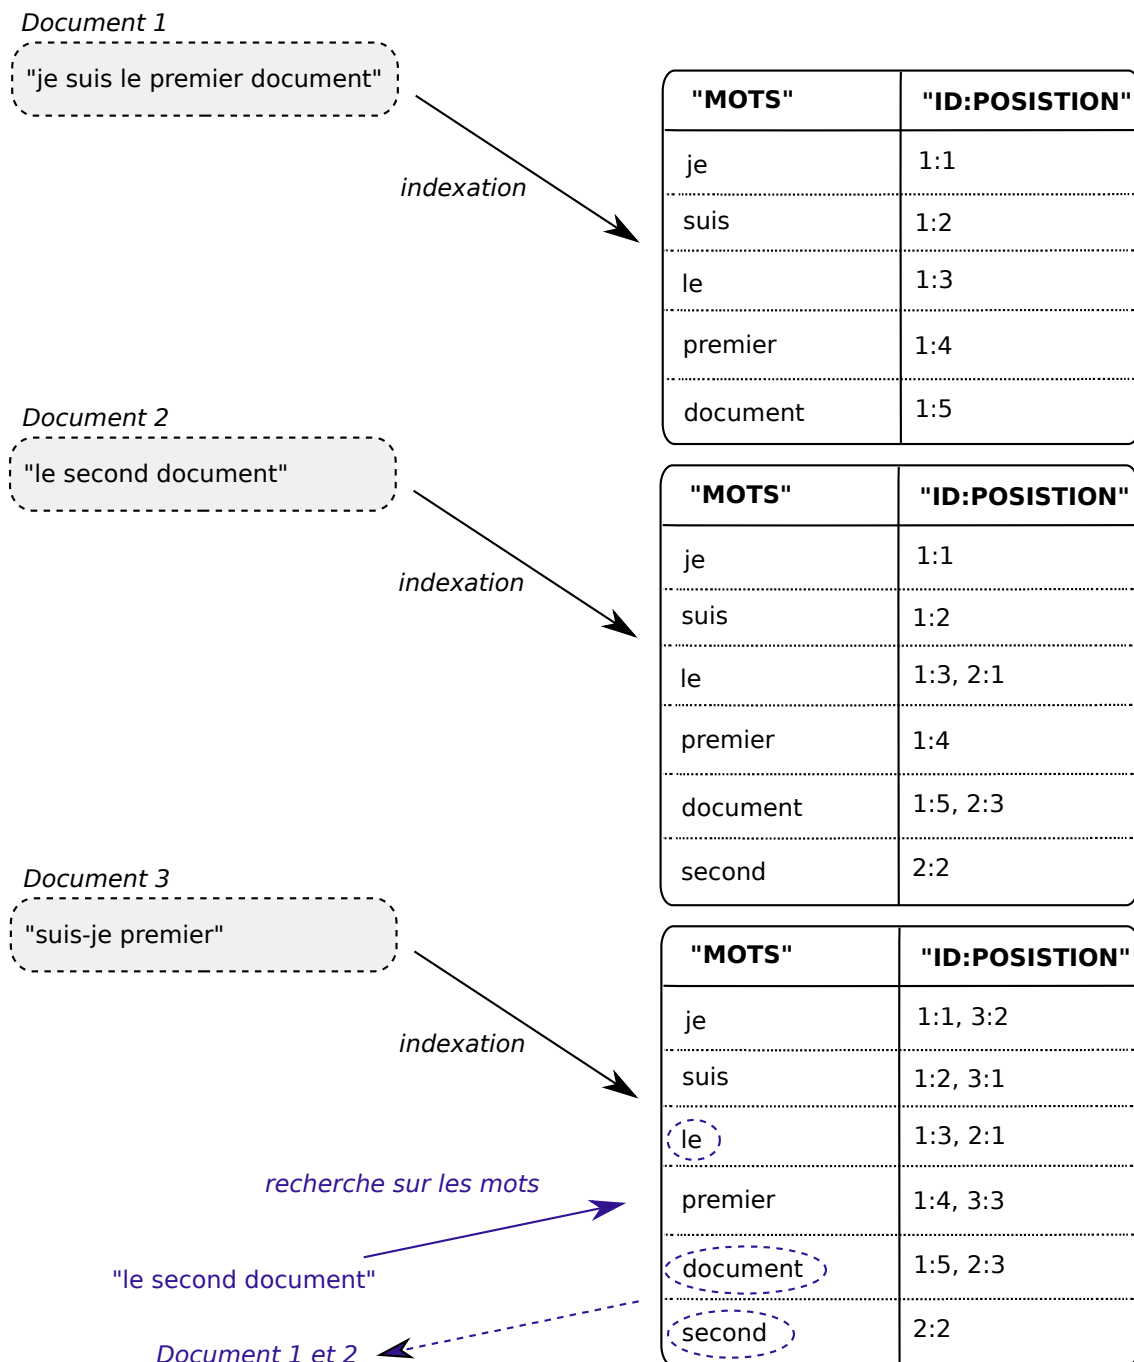 Document 1
"je suis le premier document"
indexation
"MOTS" "ID:POSISTION"
je 1:1
suis 1:2
le 1:3
premier 1:4
document 1:5
Document 2
"le second document"
indexation
"MOTS" "ID:POSISTION"
je 1:1
suis 1:2
le 1:3, 2:1
premier 1:4
document 1:5, 2:3
second 2:2
Document 3
"suis-je premier"
indexation
"MOTS" "ID:POSISTION"
je 1:1, 3:2
suis 1:2, 3:1
le 1:3, 2:1
premier 1:4, 3:3
document 1:5, 2:3
second 2:2
recherche sur les mots
"le second document"
Document 1 et 2